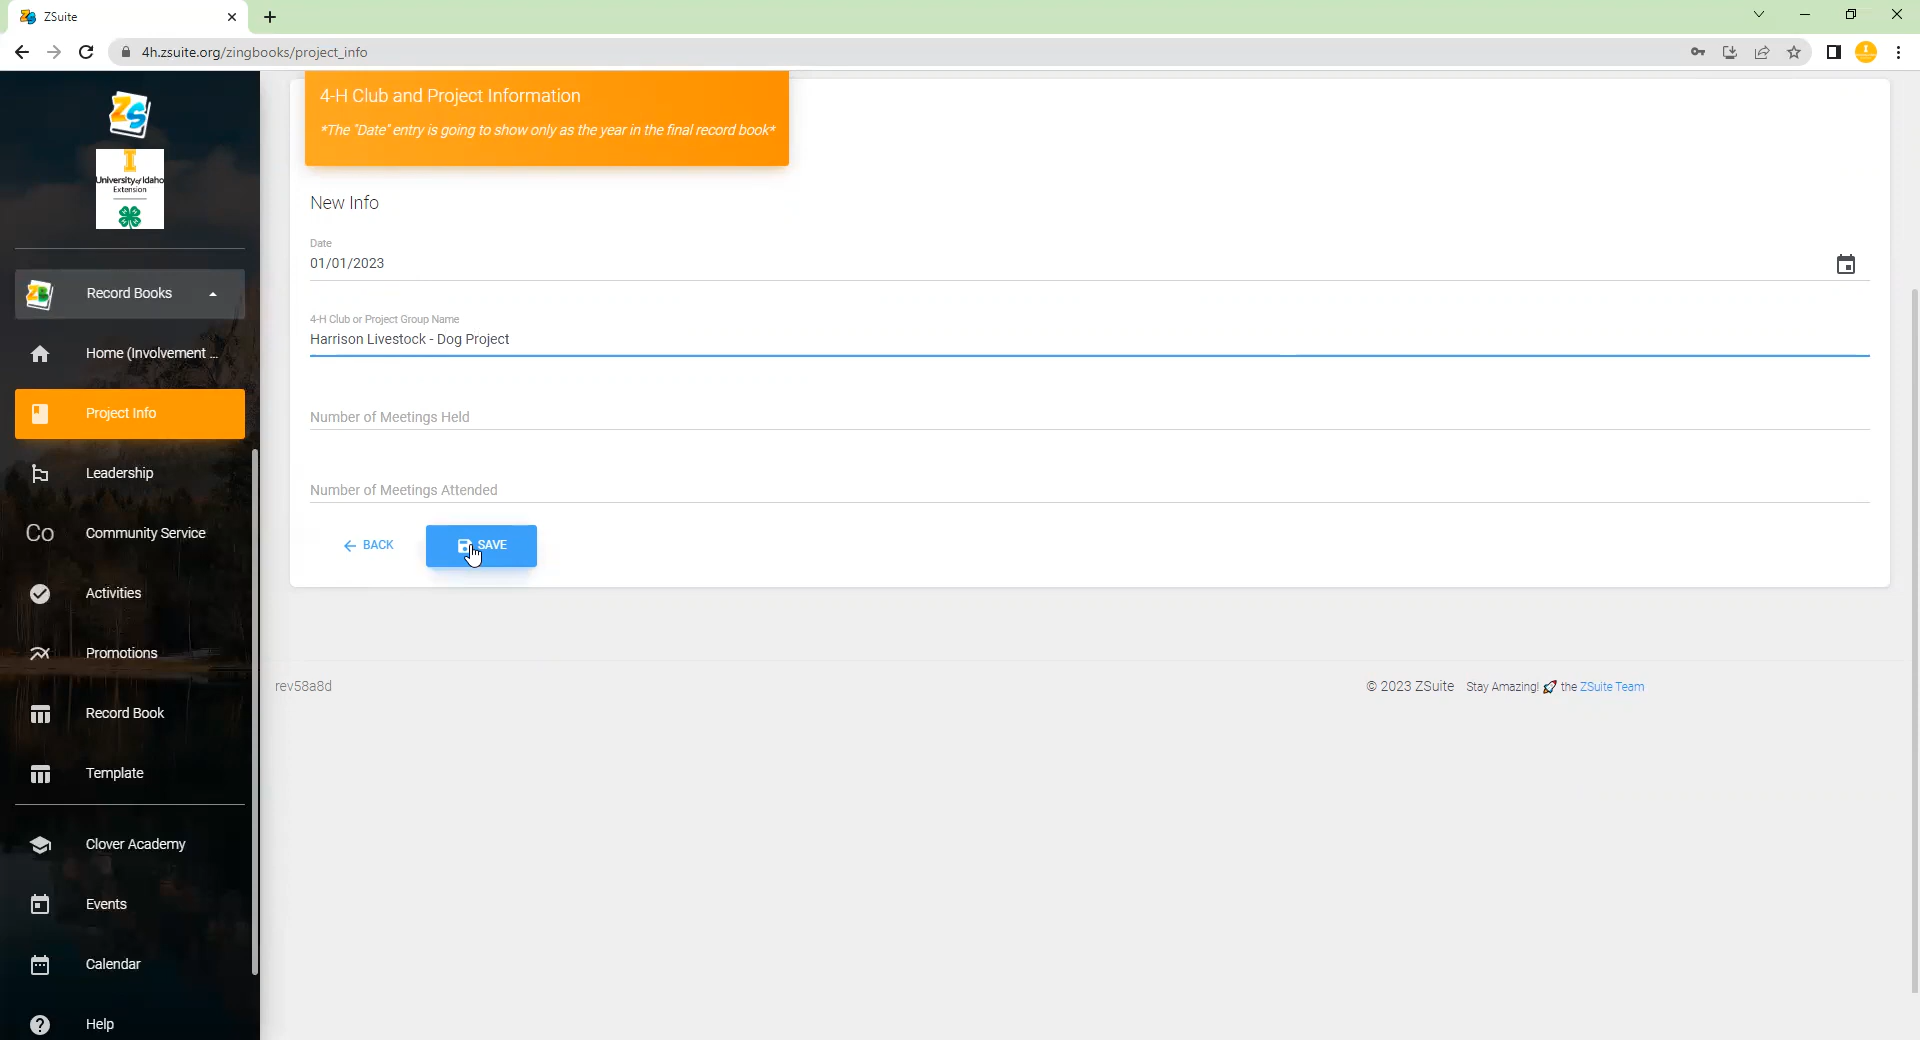 ZSuite
4h.zsuite.org/zingbooks/project_info
University of Idaho
Extension
Record Books
Home (Involvement ...
Project Info
Leadership
Co Community Service
Activities
Promotions
Record Book
Template
Clover Academy
Events
Calendar
Help
4-H Club and Project Information
*The "Date" entry is going to show only as the year in the final record book*
New Info
Date
01/01/2023
4-H Club or Project Group Name
Harrison Livestock - Dog Project
Number of Meetings Held
Number of Meetings Attended
BACK
SAVE
rev58a8d
© 2023 ZSuite Stay Amazing! 🚀 the ZSuite Team